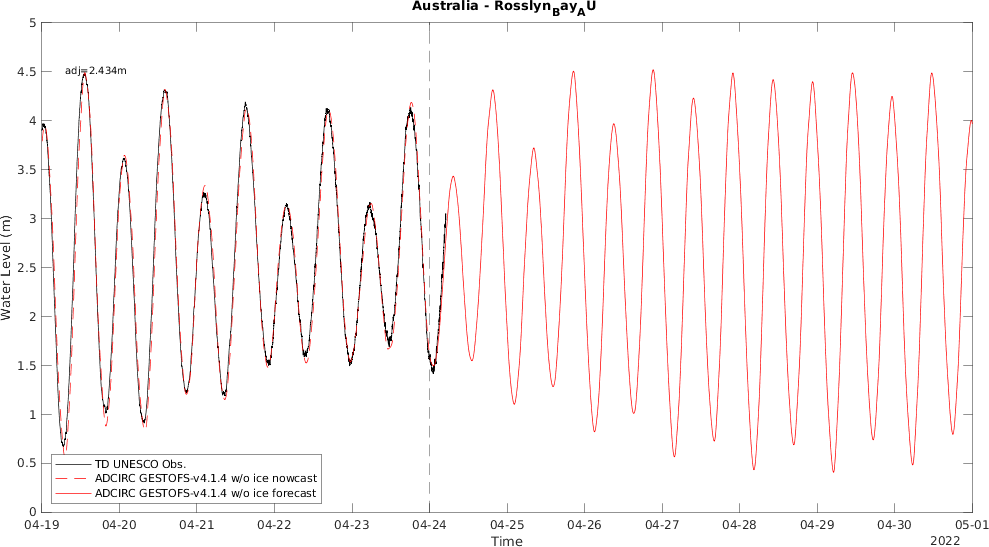 Australia - Rosslyn_Bay_AU
adj=2.434m
5
4.5
4
3.5
3
2.5
2
1.5
1
0.5
0
Water Level (m)
TD UNESCO Obs.
ADCIRC GESTOFS-v4.1.4 w/o ice nowcast
ADCIRC GESTOFS-v4.1.4 w/o ice forecast
04-19 04-20 04-21 04-22 04-23 04-24 04-25 04-26 04-27 04-28 04-29 04-30 05-01
Time
2022